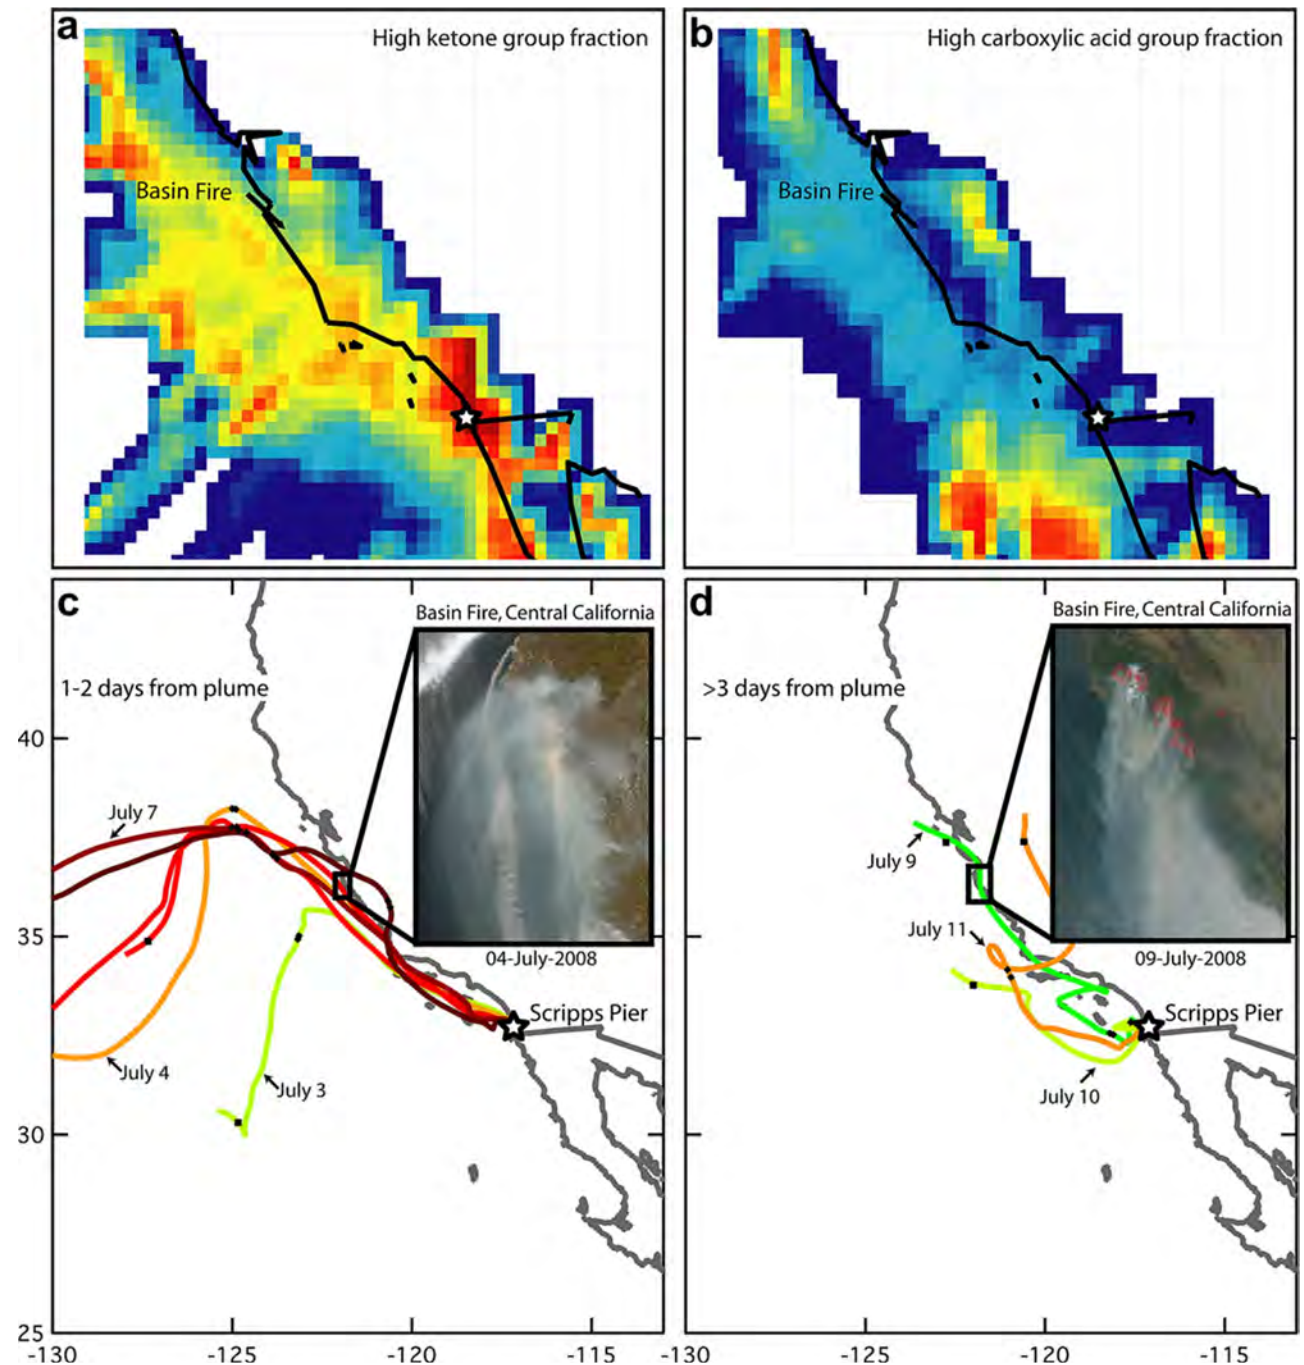 a
High ketone group fraction
Basin Fire
b
High carboxylic acid group fraction
Basin Fire
c
Basin Fire, Central California
1-2 days from plume
40
July 7
35
04-July-2008
Scripps Pier
July 4
July 3
30
25
-130
-125
-120
-115
d
Basin Fire, Central California
>3 days from plume
July 9
July 11
09-July-2008
Scripps Pier
July 10
-130
-125
-120
-115